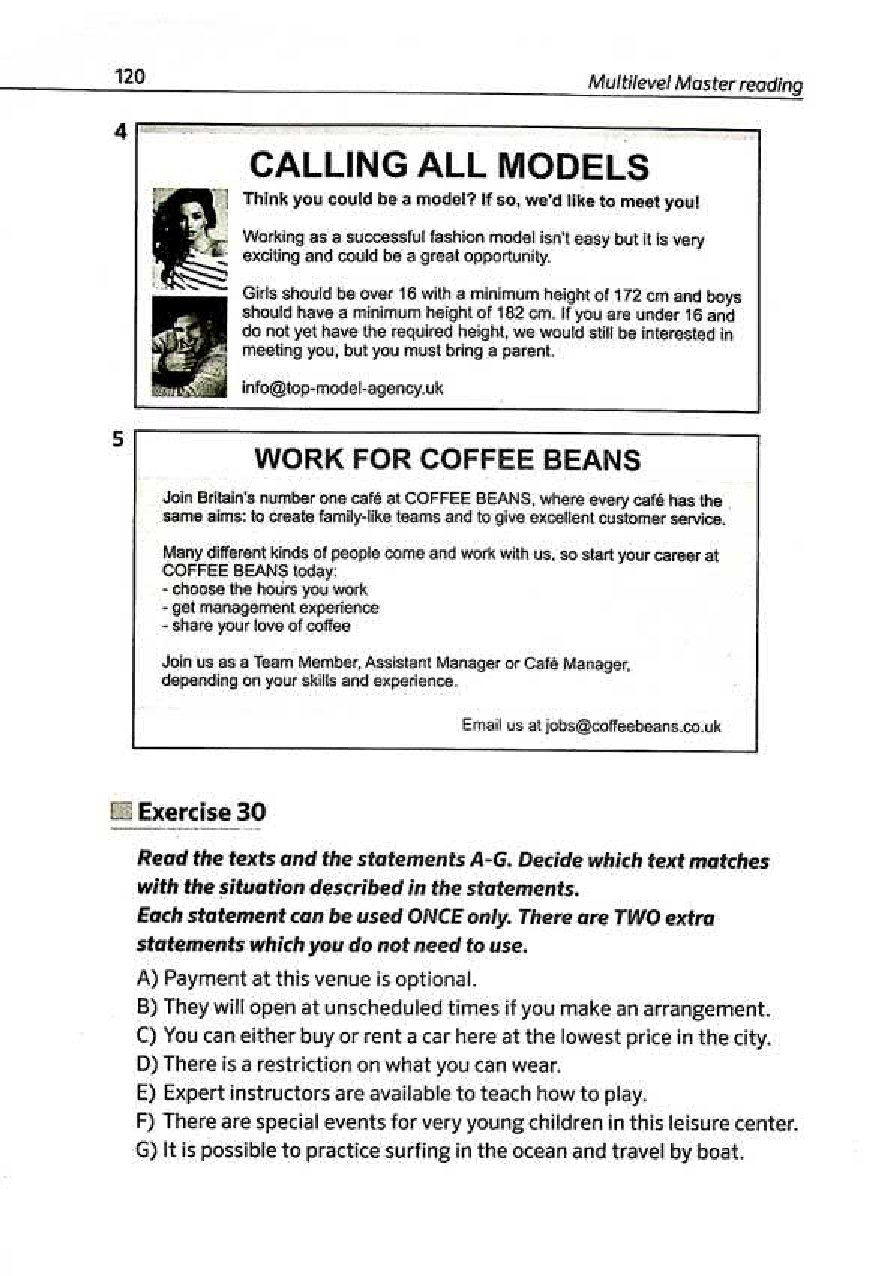 120
Multilevel Master reading
4
CALLING ALL MODELS
Think you could be a model? If so, we'd like to meet you!
Working as a successful fashion model isn't easy but it is very
exciting and could be a great opportunity.
Girls should be over 16 with a minimum height of 172 cm and boys
should have a minimum height of 182 cm. If you are under 16 and
do not yet have the required height, we would still be interested in
meeting you, but you must bring a parent.
info@top-model-agency.uk
5
WORK FOR COFFEE BEANS
Join Britain's number one café at COFFEE BEANS, where every café has the
same aims: to create family-like teams and to give excellent customer service.
Many different kinds of people come and work with us, so start your career at
COFFEE BEANS today:
- choose the hours you work
- get management experience
- share your love of coffee
Join us as a Team Member, Assistant Manager or Café Manager,
depending on your skills and experience.
Email us at jobs@coffeebeans.co.uk
Exercise 30
Read the texts and the statements A-G. Decide which text matches
with the situation described in the statements.
Each statement can be used ONCE only. There are TWO extra
statements which you do not need to use.
A) Payment at this venue is optional.
B) They will open at unscheduled times if you make an arrangement.
C) You can either buy or rent a car here at the lowest price in the city.
D) There is a restriction on what you can wear.
E) Expert instructors are available to teach how to play.
F) There are special events for very young children in this leisure center.
G) It is possible to practice surfing in the ocean and travel by boat.